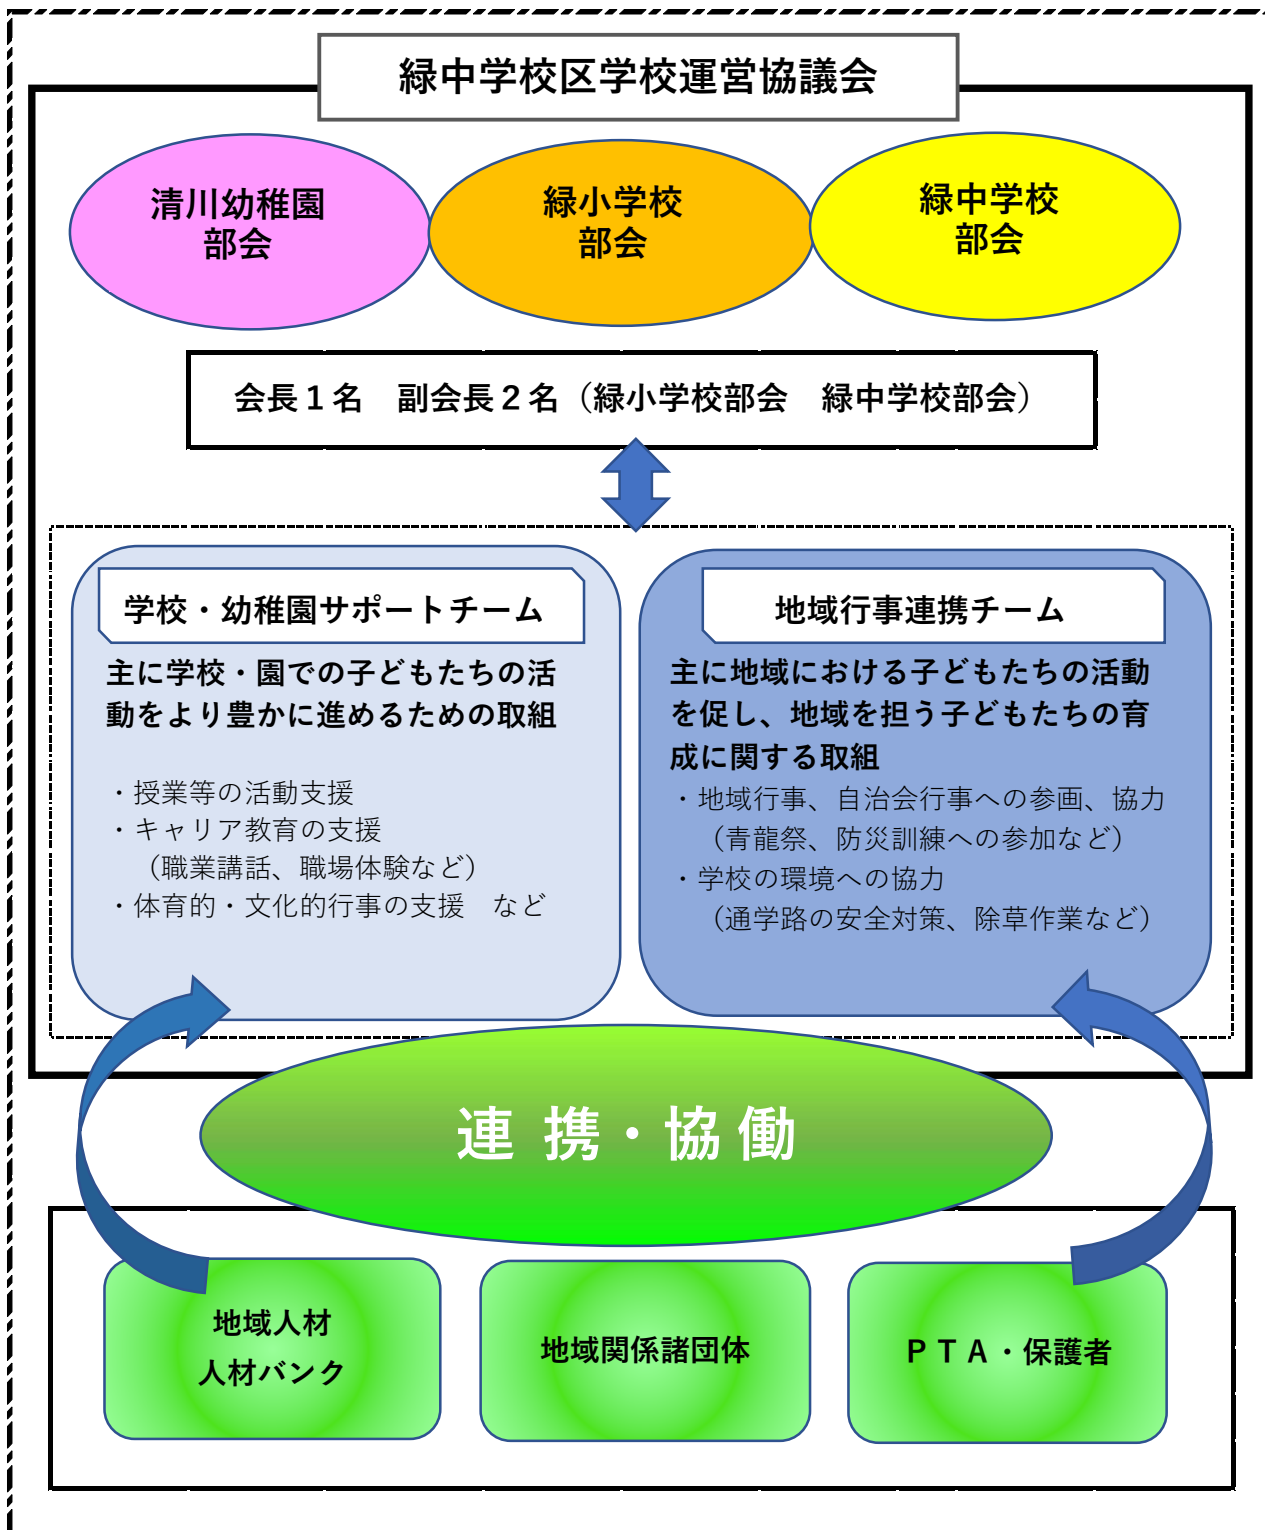 緑中学校区学校運営協議会
清川幼稚園
部会
緑小学校
部会
緑中学校
部会
会長１名　副会長２名（緑小学校部会　緑中学校部会）
学校・幼稚園サポートチーム
主に学校・園での子どもたちの活
動をより豊かに進めるための取組
・授業等の活動支援
・キャリア教育の支援
（職業講話、職場体験など）
・体育的・文化的行事の支援　など
地域行事連携チーム
主に地域における子どもたちの活動
を促し、地域を担う子どもたちの育
成に関する取組
・地域行事、自治会行事への参画、協力
（青龍祭、防災訓練への参加など）
・学校の環境への協力
（通学路の安全対策、除草作業など）
連 携・協 働
地域人材
人材バンク
地域関係諸団体
ＰＴＡ・保護者